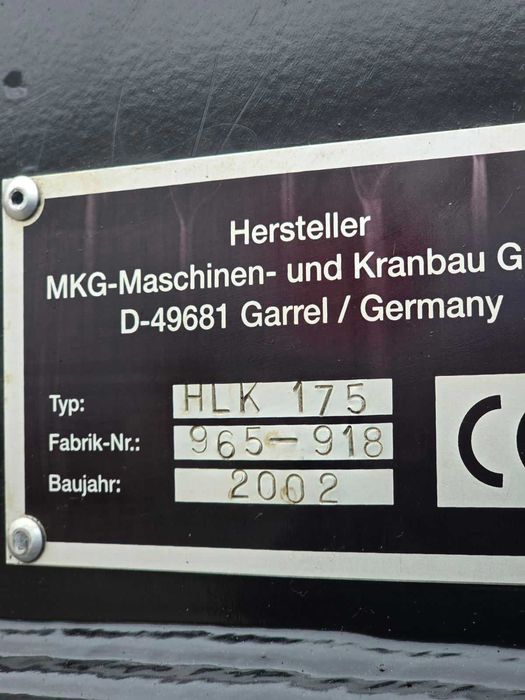 Hersteller
MKG-Maschinen- und Kranbau G
D-49681 Garrel / Germany
Typ: HLK 175
Fabrik-Nr.: 965-918
Baujahr: 2002
CE